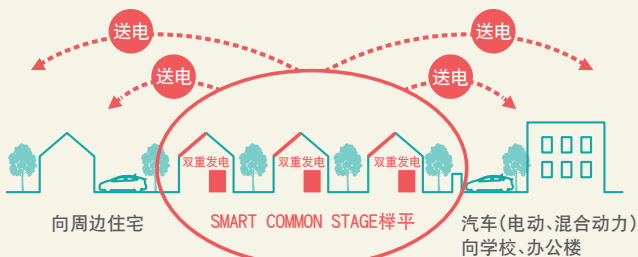 送电
送电
送电
送电
双重发电
双重发电
双重发电
向周边住宅
SMART COMMON STAGE榉平
汽车(电动、混合动力)
向学校、办公楼